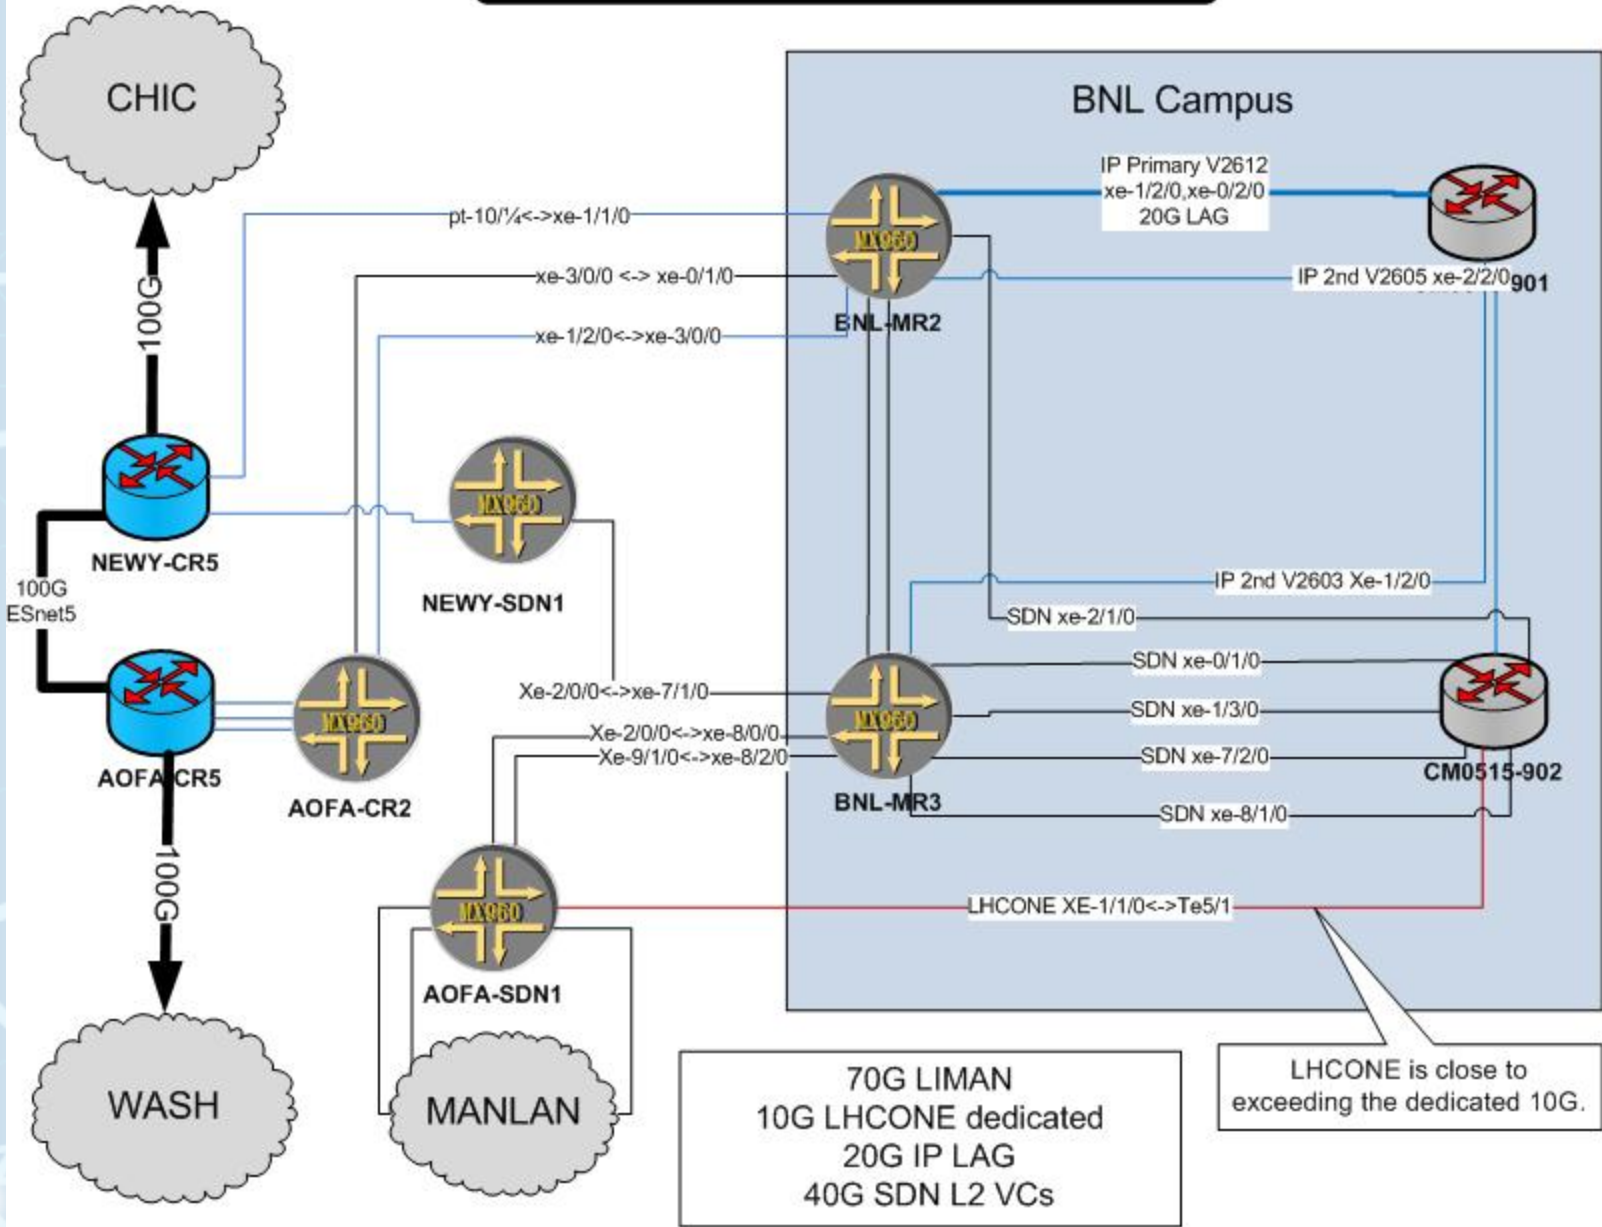 CHIC
BNL Campus
IP Primary V2612
xe-1/2/0,xe-0/2/0
20G LAG
pt-10/¼<->xe-1/1/0
MX960
xe-3/0/0 <-> xe-0/1/0
IP 2nd V2605 xe-2/2/0
901
100G
BNL-MR2
xe-1/2/0<->xe-3/0/0
MX960
NEWY-CR5
NEWY-SDN1
100G
ESnet5
IP 2nd V2603 Xe-1/2/0
SDN xe-2/1/0
SDN xe-0/1/0
Xe-2/0/0<->xe-7/1/0
SDN xe-1/3/0
MX960
MX960
Xe-2/0/0<->xe-8/0/0
Xe-9/1/0<->xe-8/2/0
SDN xe-7/2/0
CM0515-902
AOFA-CR5
AOFA-CR2
BNL-MR3
SDN xe-8/1/0
100G
MX960
LHCONE XE-1/1/0<->Te5/1
AOFA-SDN1
WASH
MANLAN
70G LIMAN
10G LHCONE dedicated
20G IP LAG
40G SDN L2 VCs
LHCONE is close to
exceeding the dedicated 10G.